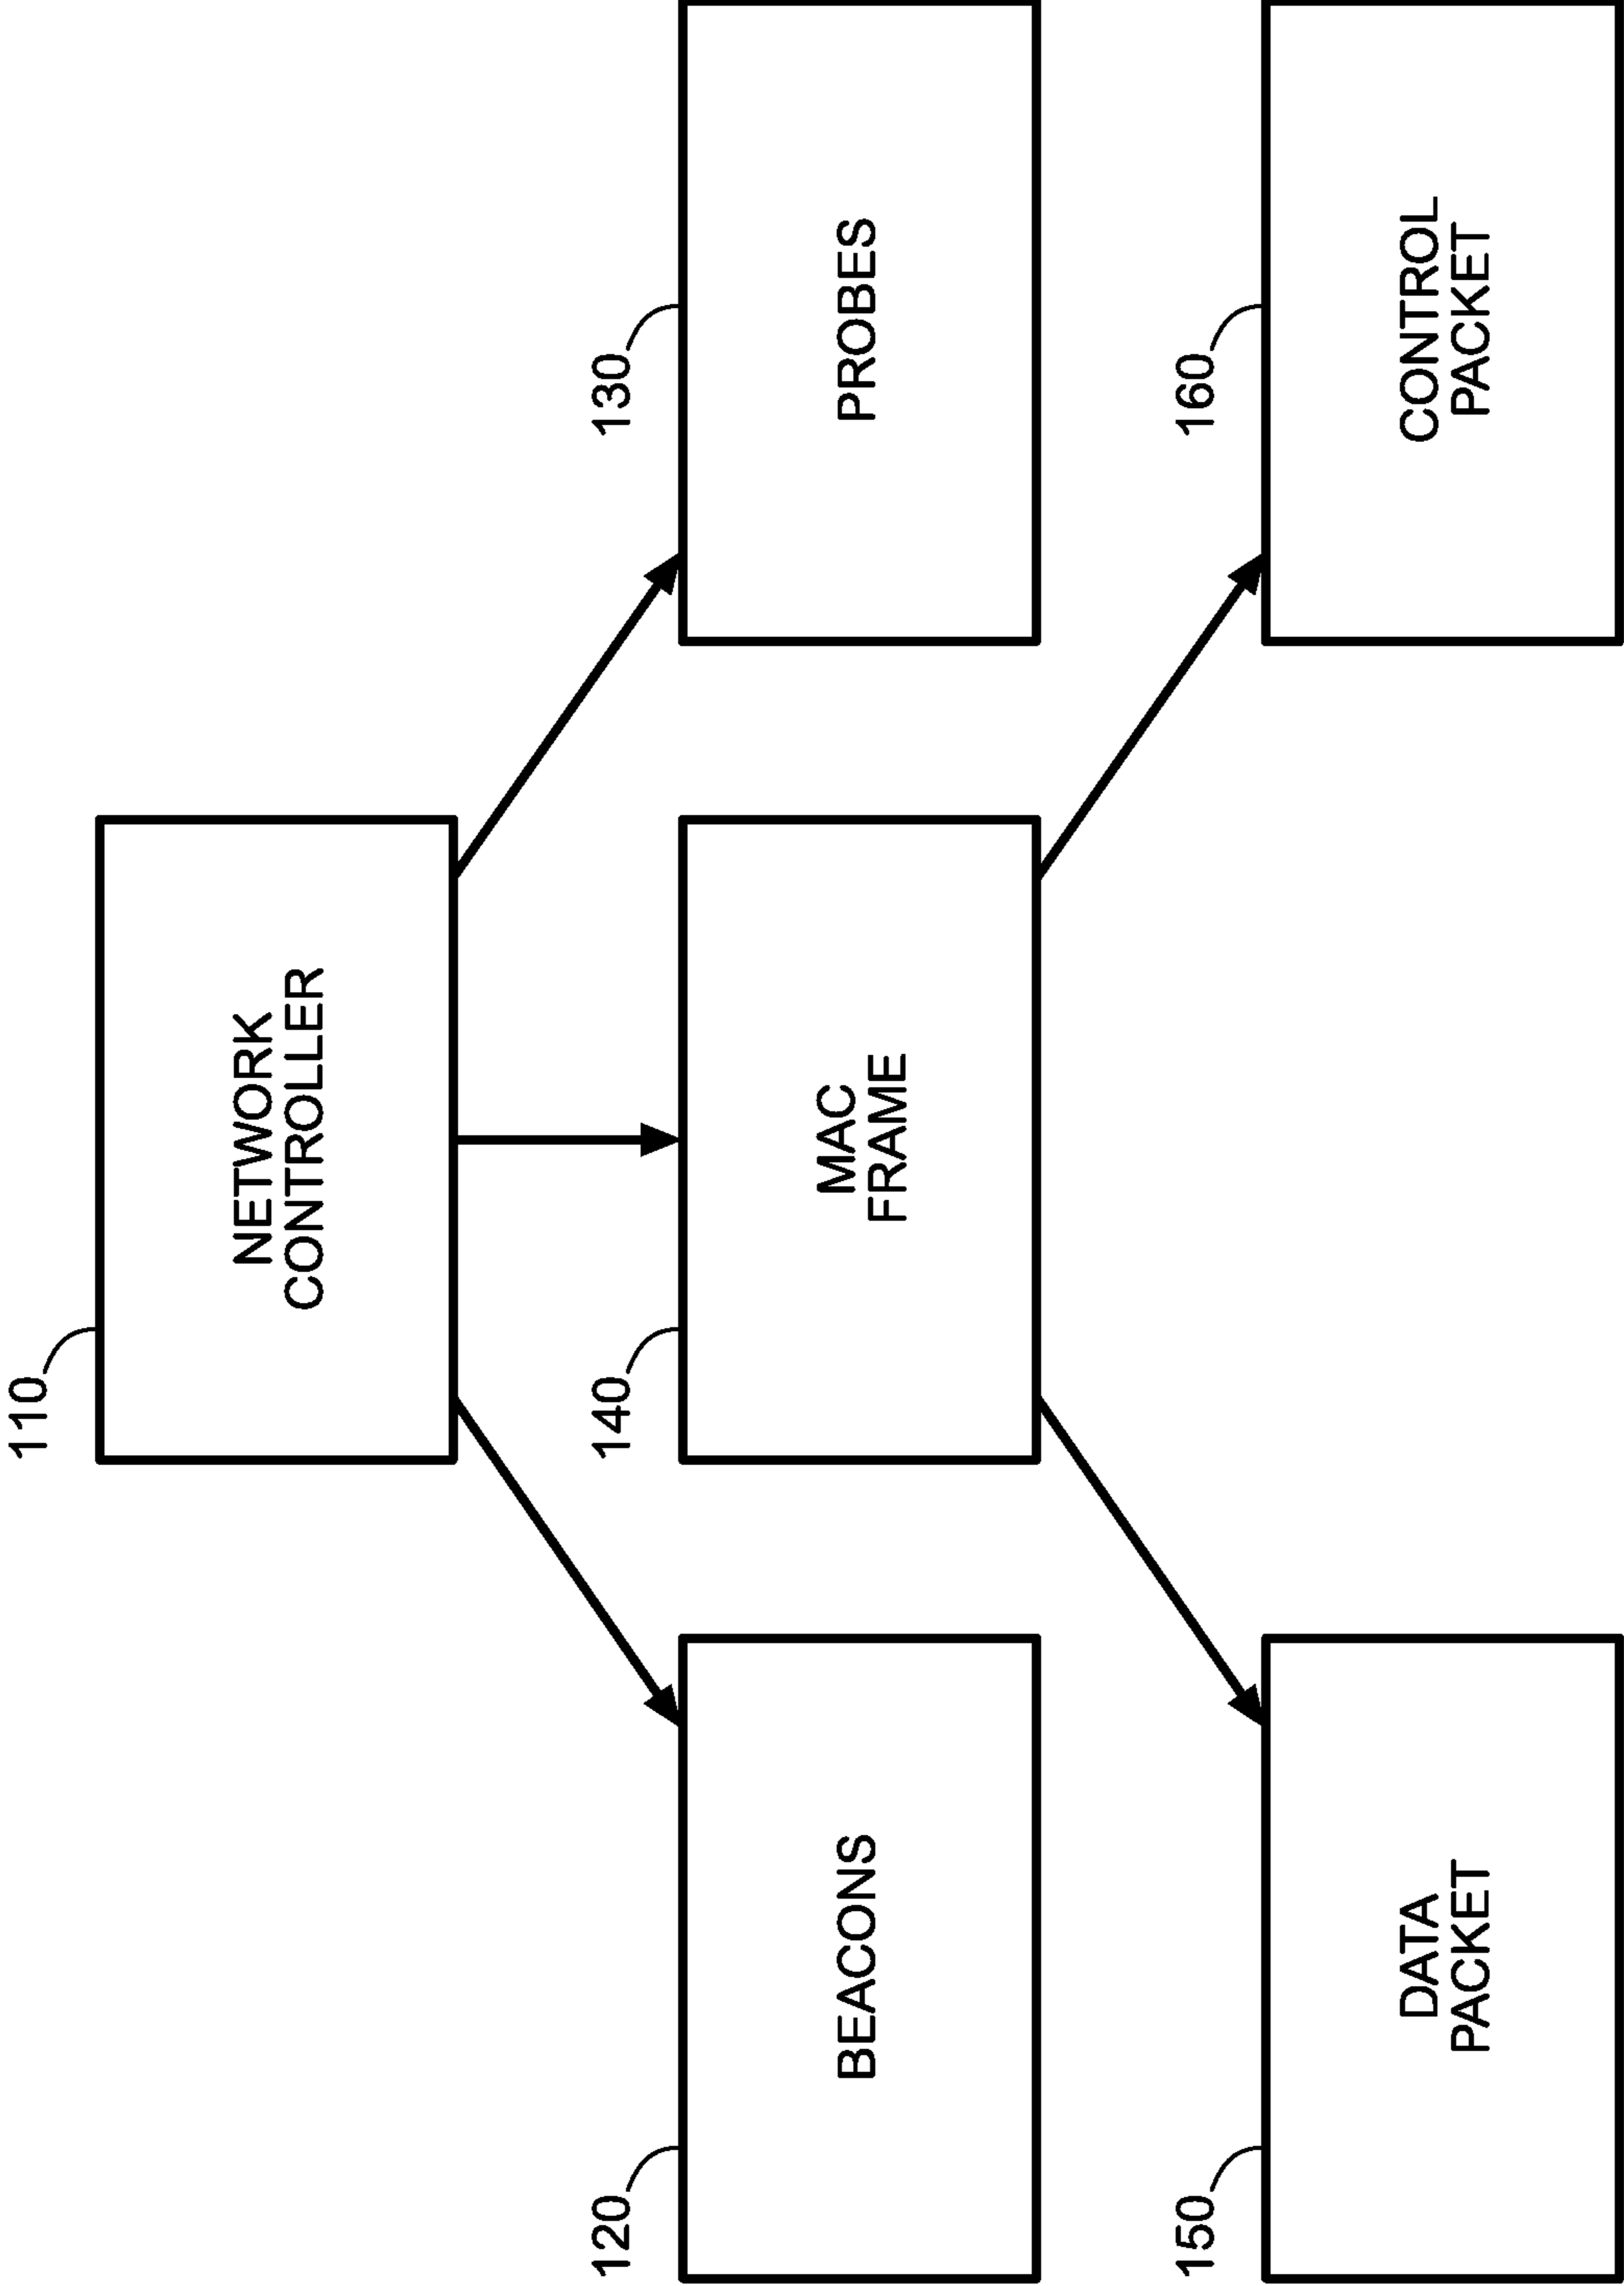 110
NETWORK
CONTROLLER
120
BEACONS
140
MAC
FRAME
130
PROBES
150
DATA
PACKET
160
CONTROL
PACKET